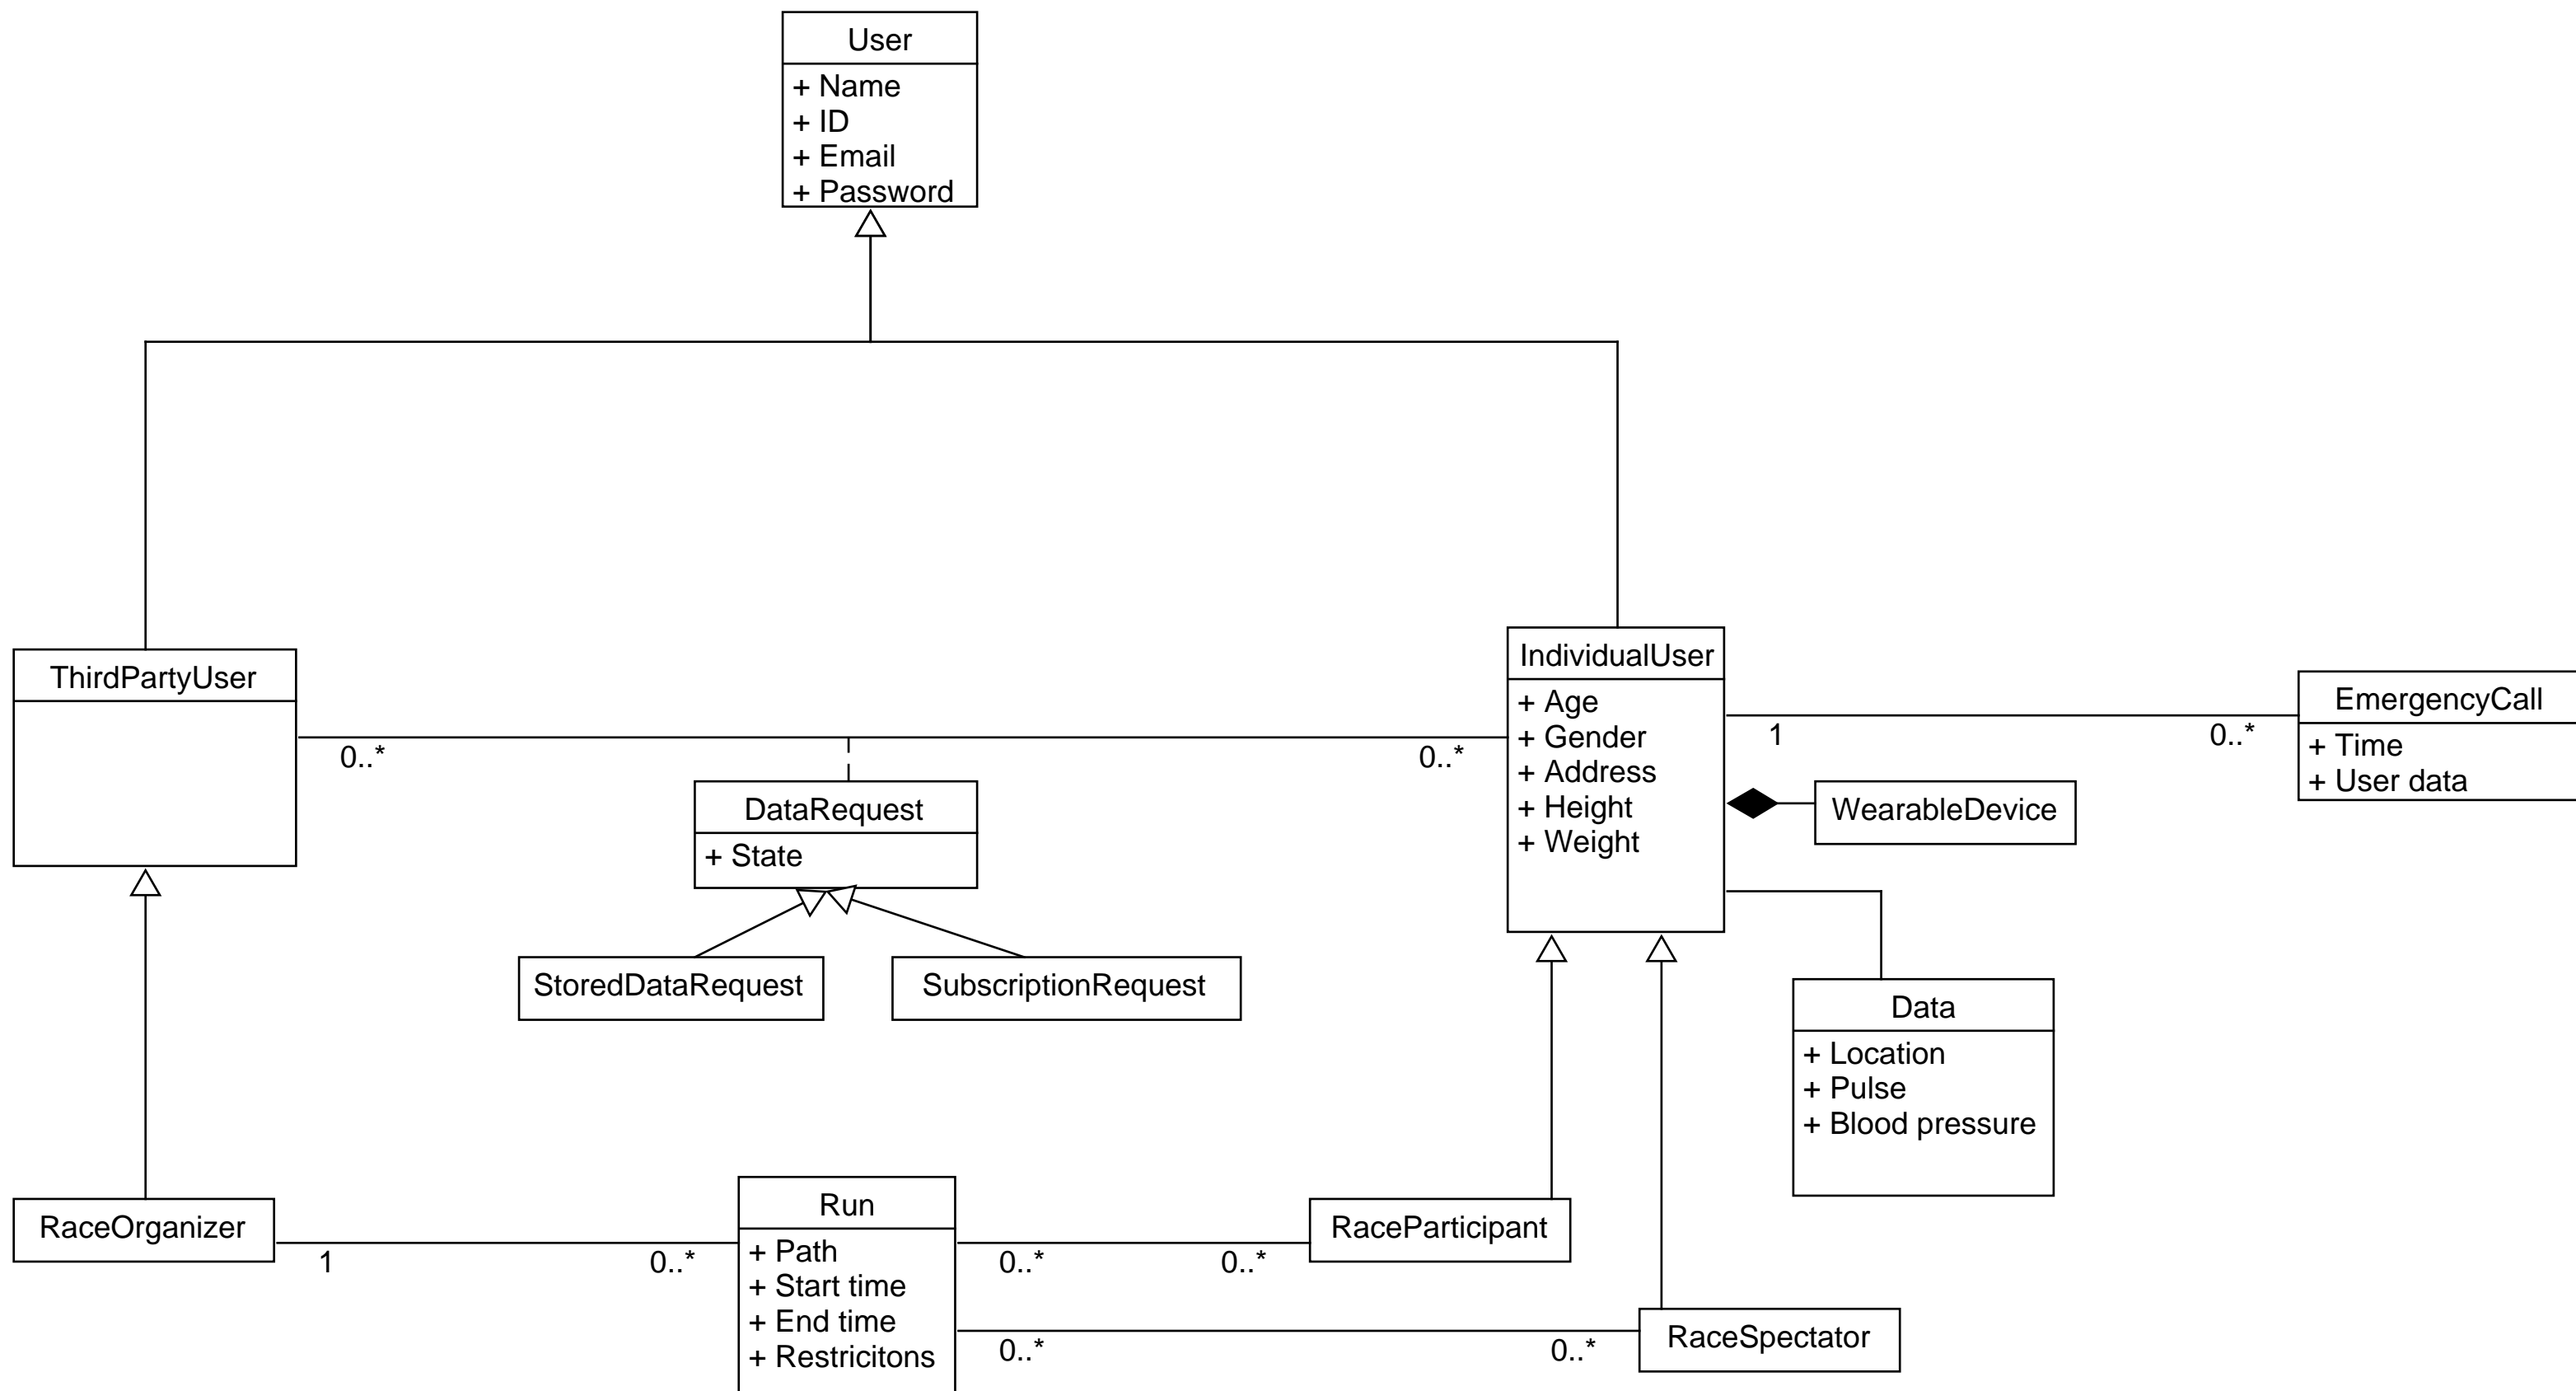 User
+ Name
+ ID
+ Email
+ Password
ThirdPartyUser
0..*
0..*
DataRequest
+ State
StoredDataRequest
SubscriptionRequest
IndividualUser
+ Age
+ Gender
+ Address
+ Height
+ Weight
1
0..*
EmergencyCall
+ Time
+ User data
WearableDevice
Data
+ Location
+ Pulse
+ Blood pressure
RaceOrganizer
1
0..*
Run
+ Path
+ Start time
+ End time
+ Restricitons
0..*
0..*
RaceParticipant
0..*
0..*
RaceSpectator